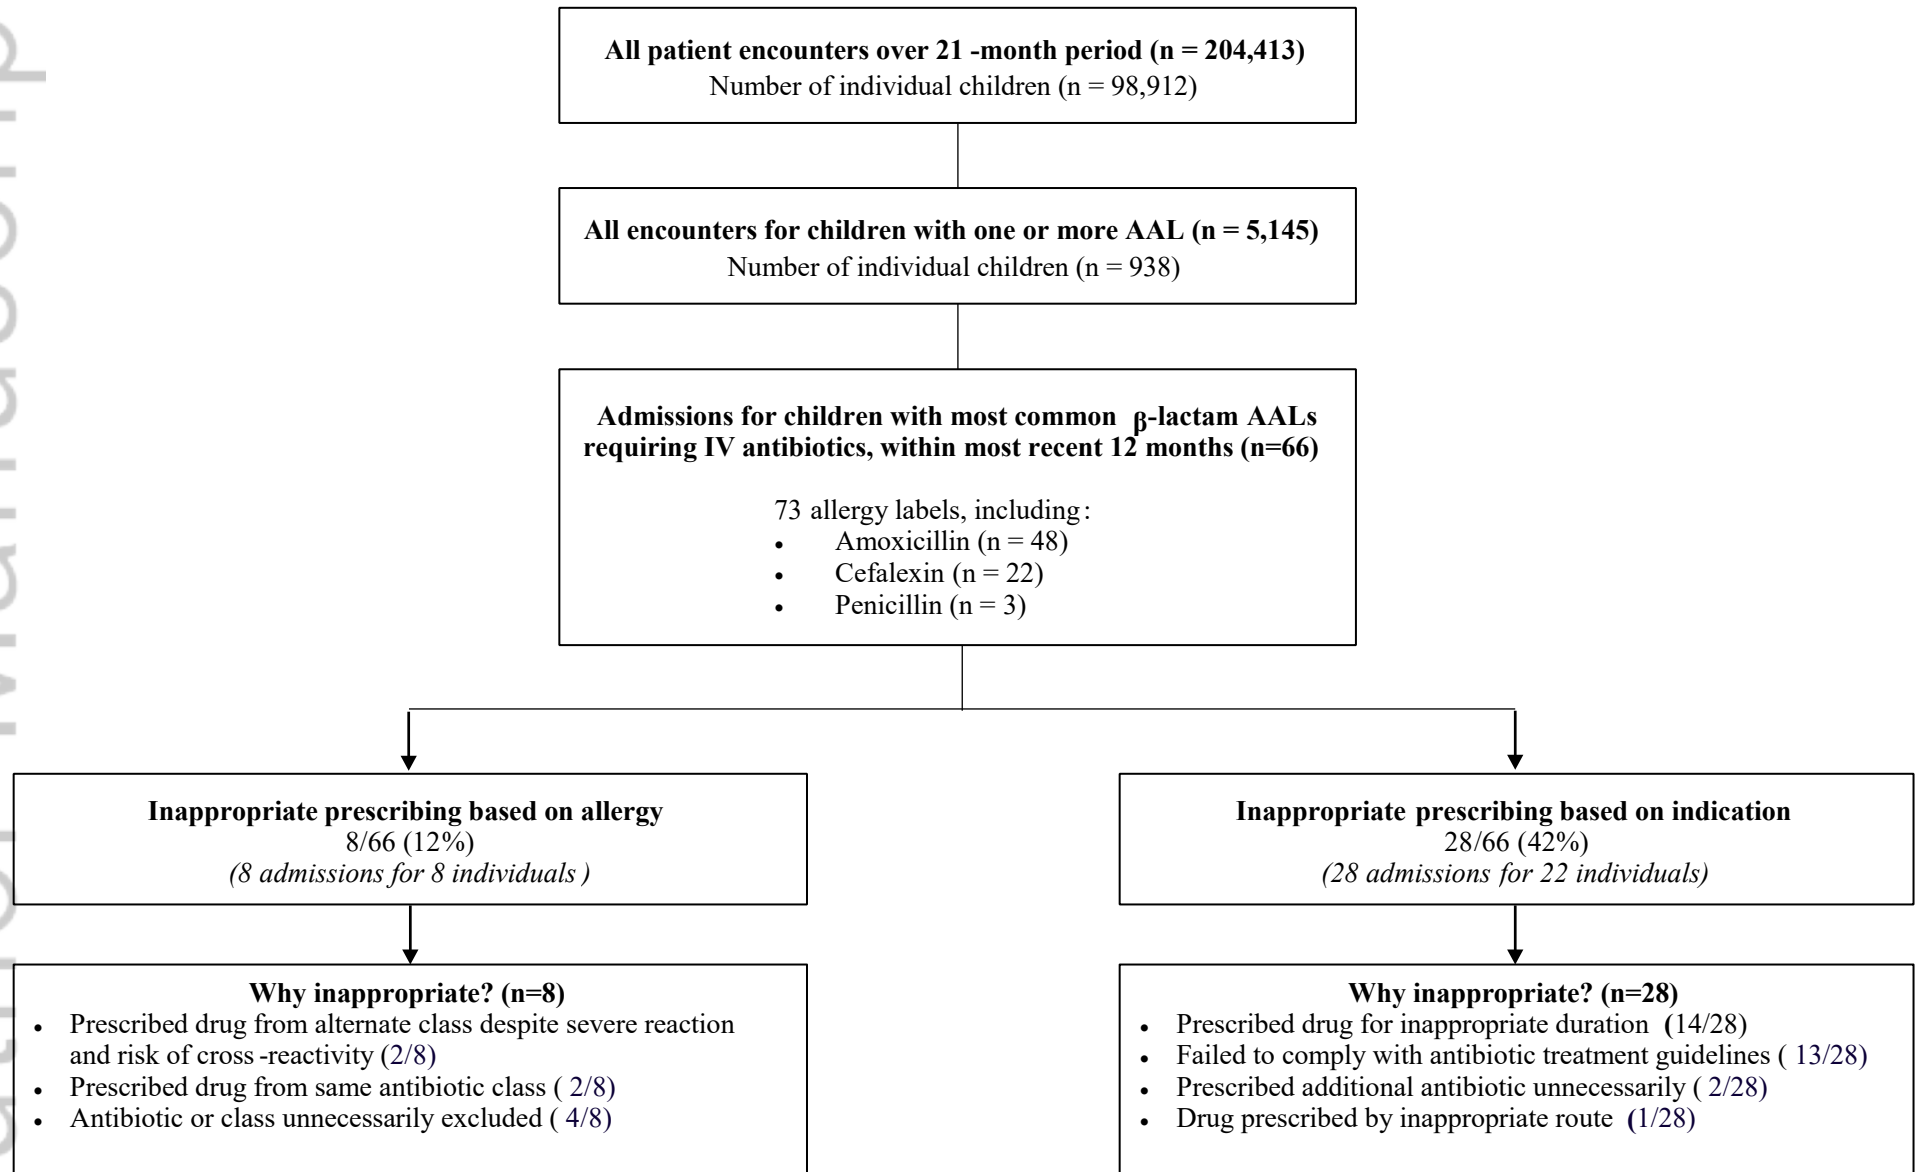 All patient encounters over 21 -month period (n = 204,413)
Number of individual children (n = 98,912)
All encounters for children with one or more AAL (n = 5,145)
Number of individual children (n = 938)
Admissions for children with most common β-lactam AALs
requiring IV antibiotics, within most recent 12 months (n=66)
73 allergy labels, including:
• Amoxicillin (n = 48)
• Cefalexin (n = 22)
• Penicillin (n = 3)
Inappropriate prescribing based on allergy
8/66 (12%)
(8 admissions for 8 individuals )
Inappropriate prescribing based on indication
28/66 (42%)
(28 admissions for 22 individuals)
Why inappropriate? (n=8)
• Prescribed drug from alternate class despite severe reaction
and risk of cross -reactivity (2/8)
• Prescribed drug from same antibiotic class ( 2/8)
• Antibiotic or class unnecessarily excluded ( 4/8)
Why inappropriate? (n=28)
• Prescribed drug for inappropriate duration (14/28)
• Failed to comply with antibiotic treatment guidelines ( 13/28)
• Prescribed additional antibiotic unnecessarily ( 2/28)
• Drug prescribed by inappropriate route (1/28)